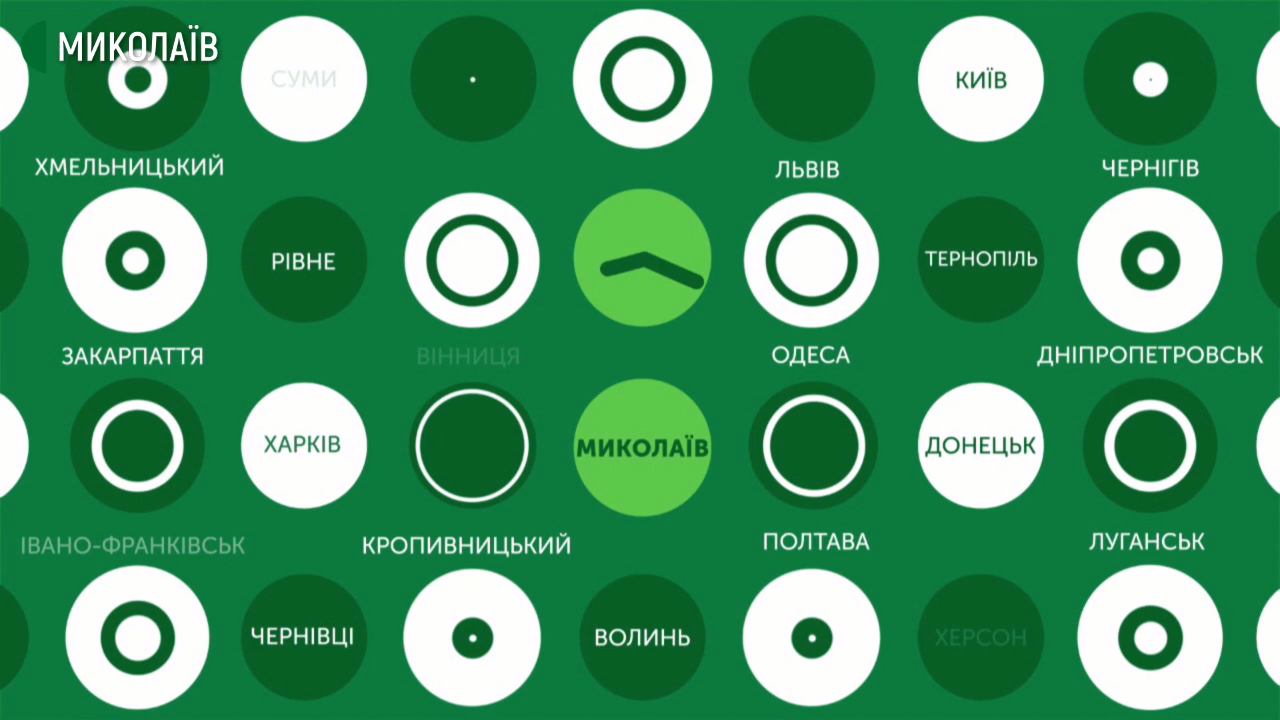 МИКОЛАЇВ
СУМИ
КИЇВ
ХМЕЛЬНИЦЬКИЙ
ЛЬВІВ
ЧЕРНІГІВ
РІВНЕ
ТЕРНОПІЛЬ
ЗАКАРПАТТЯ
ВІННИЦЯ
ОДЕСА
ДНІПРОПЕТРОВСЬК
ХАРКІВ
МИКОЛАЇВ
ДОНЕЦЬК
ІВАНО-ФРАНКІВСЬК
КРОПИВНИЦЬКИЙ
ПОЛТАВА
ЛУГАНСЬК
ЧЕРНІВЦІ
ВОЛИНЬ
ХЕРСОН